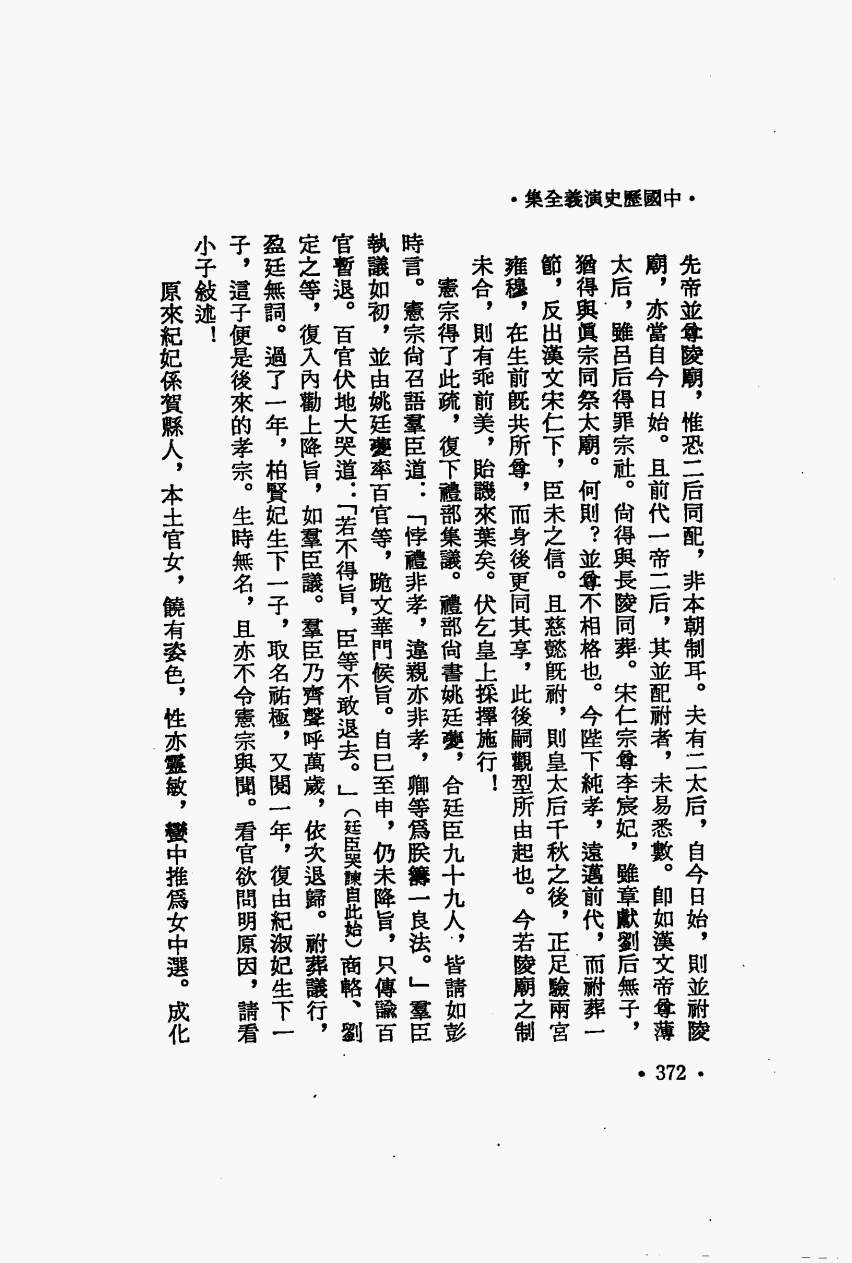 •中國歷史演義全集•
先帝並尊陵廟，惟恐二后同配，非本朝制耳。夫有二太后，自今日始，則並祔陵
廟，亦當自今日始。且前代一帝二后，其並配祔者，未易悉數。卽如漢文帝尊薄
太后，雖呂后得罪宗社。尙得與長陵同葬。宋仁宗尊李宸妃，雖章獻劉后無子，
猶得與眞宗同祭太廟。何則？並尊不相格也。今陛下純孝，遠邁前代，而祔葬一
節，反出漢文宋仁下，臣未之信。且慈懿旣祔，則皇太后千秋之後，正足驗兩宮
雍穆，在生前旣共所尊，而身後更同其享，此後嗣觀型所由起也。今若陵廟之制
未合，則有乖前美，貽譏來葉矣。伏乞皇上採擇施行！
憲宗得了此疏，復下禮部集議。禮部尙書姚廷夔，合廷臣九十九人，皆請如彭
時言。憲宗尙召語羣臣道：「悖禮非孝，違親亦非孝，卿等爲朕籌一良法。」羣臣
執議如初，並由姚廷夔率百官等，跪文華門候旨。自巳至申，仍未降旨，只傳諭百
官暫退。百官伏地大哭道：「若不得旨，臣等不敢退去。」（廷臣哭諫自此始）商輅、劉
定之等，復入內勸上降旨，如羣臣議。羣臣乃齊聲呼萬歲，依次退歸。祔葬議行，
盈廷無詞。過了一年，柏賢妃生下一子，取名祐極，又閱一年，復由紀淑妃生下一
子，這子便是後來的孝宗。生時無名，且亦不令憲宗與聞。看官欲問明原因，請看
小子敍述！
原來紀妃係賀縣人，本土官女，饒有姿色，性亦靈敏，蠻中推爲女中選。成化
•372•